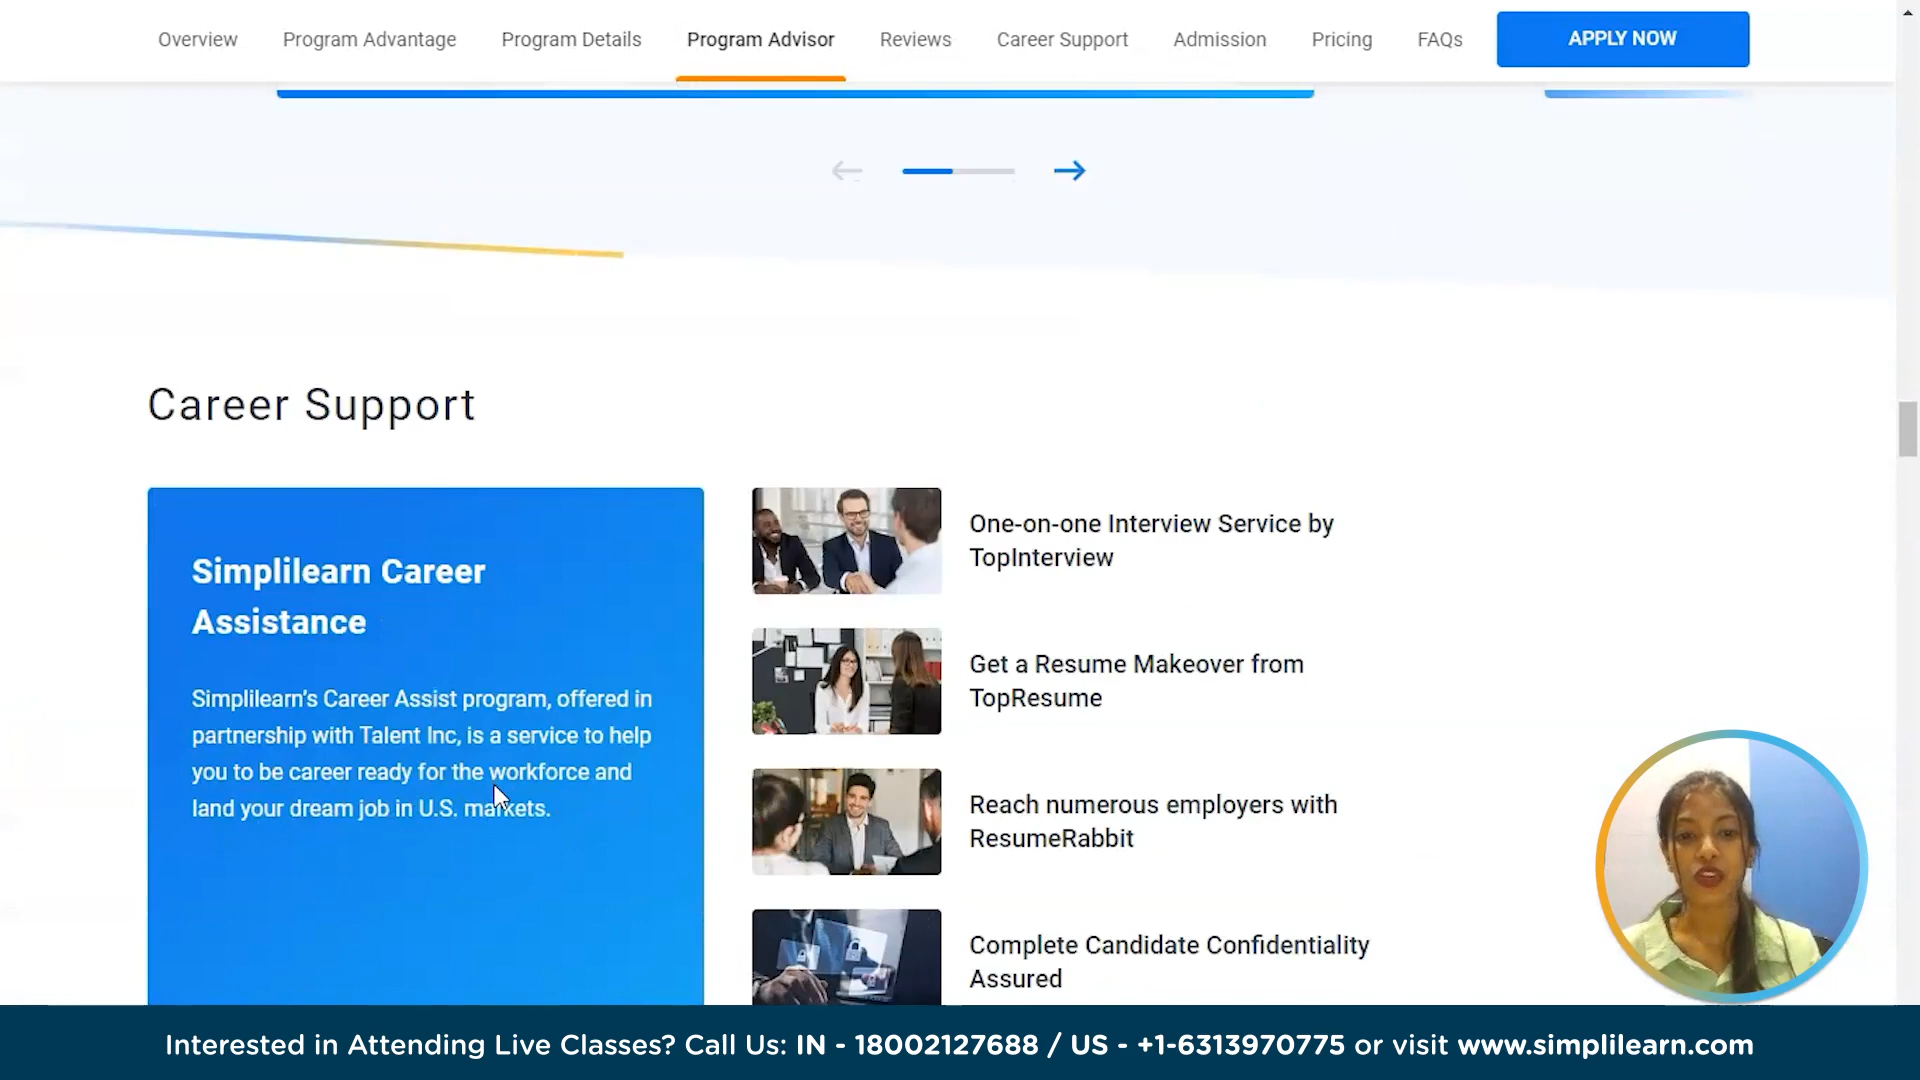 Overview Program Advantage Program Details Program Advisor Reviews Career Support Admission Pricing FAQs APPLY NOW
Career Support
Simplilearn Career
Assistance
Simplilearn's Career Assist program, offered in
partnership with Talent Inc, is a service to help
you to be career ready for the workforce and
land your dream job in U.S. markets.
One-on-one Interview Service by
TopInterview
Get a Resume Makeover from
TopResume
Reach numerous employers with
ResumeRabbit
Complete Candidate Confidentiality
Assured
Interested in Attending Live Classes? Call Us: IN - 18002127688 / US - +1-6313970775 or visit www.simplilearn.com